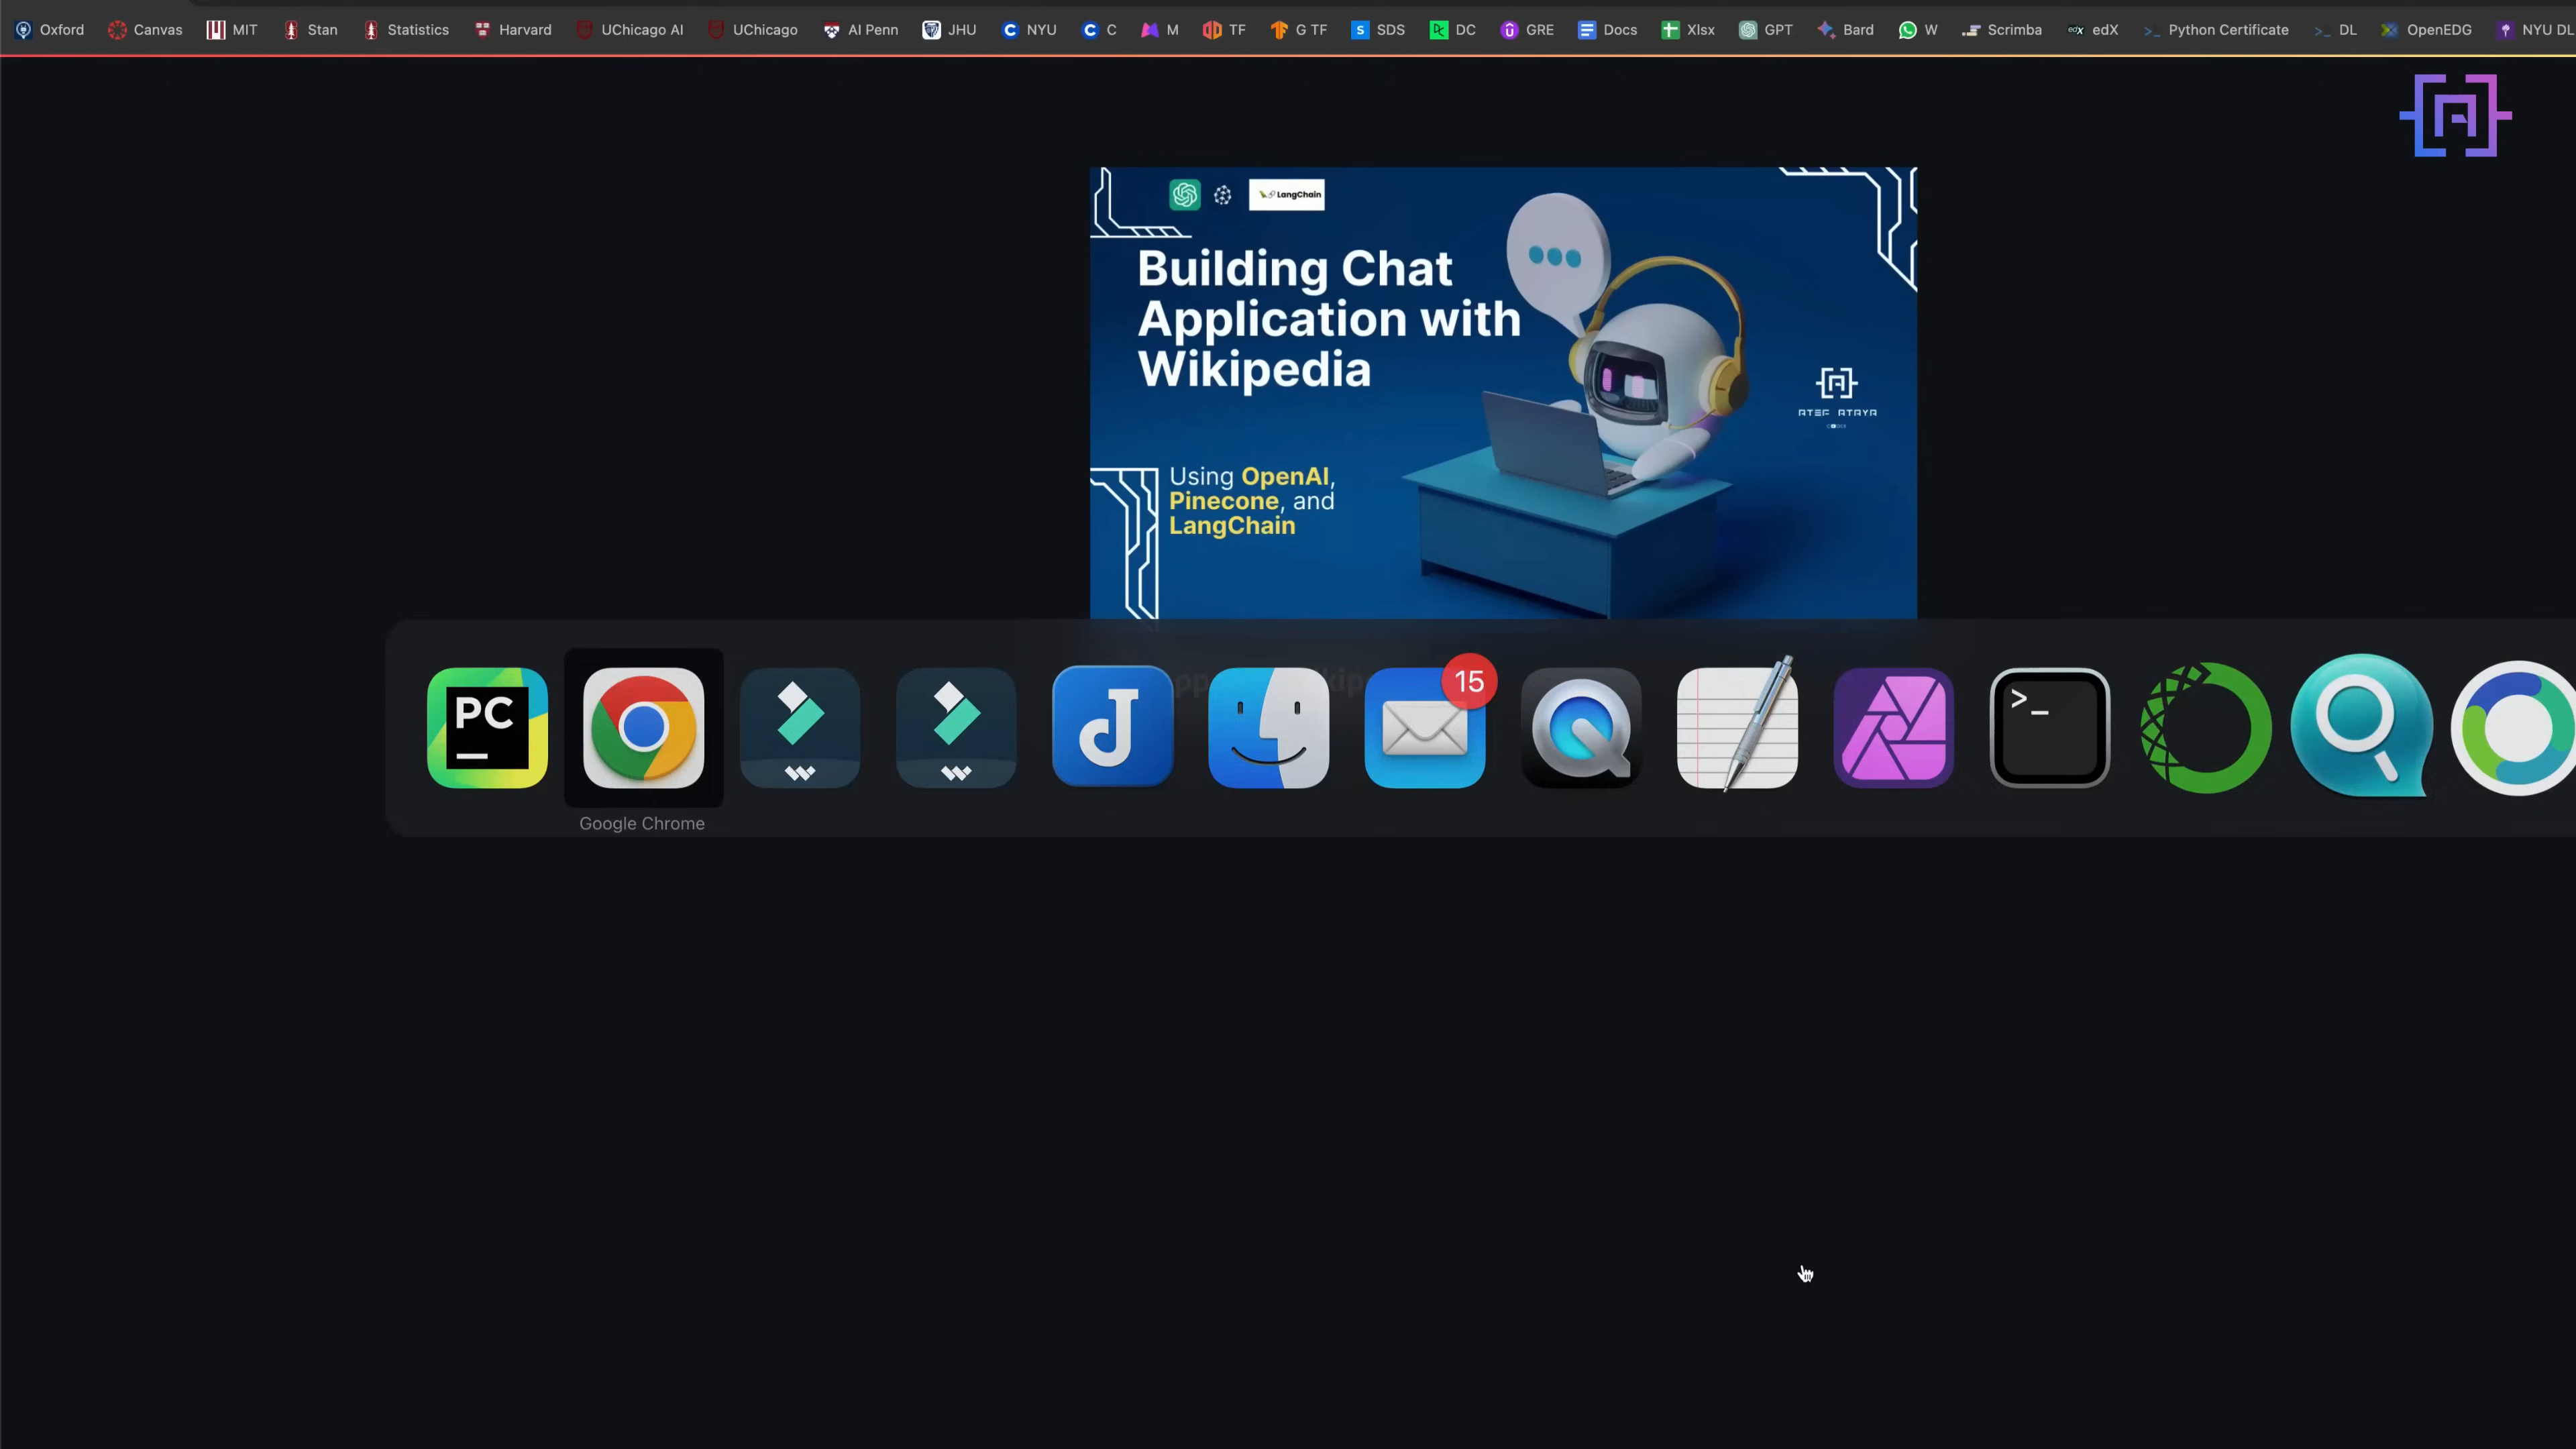 Oxford Canvas MIT Stan Statistics Harvard UChicago AI UChicago AI Penn JHU NYU C M TF G TF SDS DC GRE Docs Xlsx GPT Bard W Scrimba edX Python Certificate DL OpenEDG NYU DL
LangChain
Building Chat
Application with
Wikipedia
ATEF ATAYA
Using OpenAI,
Pinecone, and
LangChain
PC
15
>_
Google Chrome